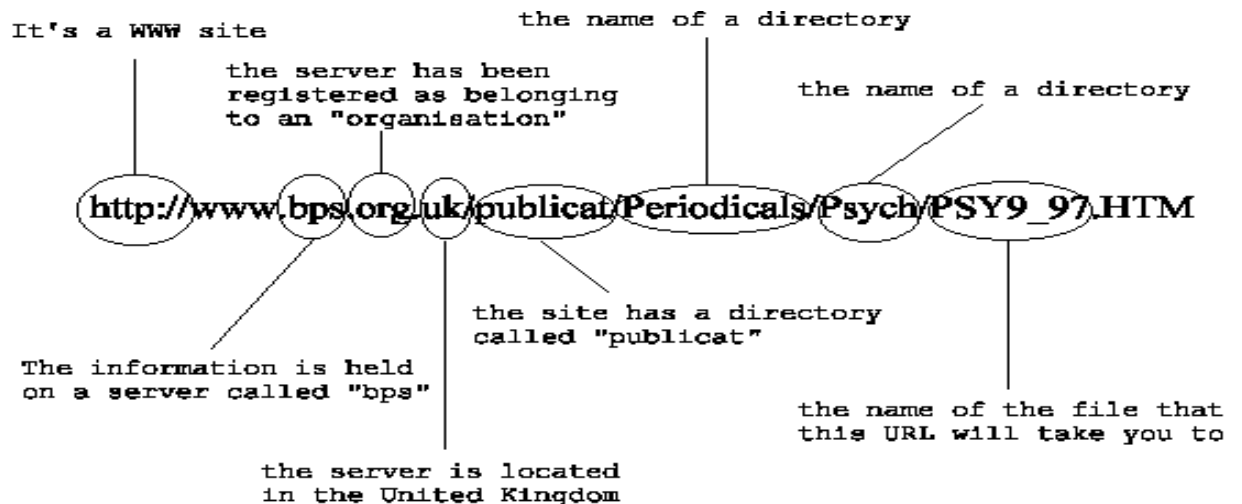 It's a WWW site
the server has been
registered as belonging
to an "organisation"
the name of a directory
the name of a directory
http://www.bps.org.uk/publicat/Periodicals/Psych/PSY9_97.HTM
The information is held
on a server called "bps"
the server is located
in the United Kingdom
the site has a directory
called "publicat"
the name of the file that
this URL will take you to